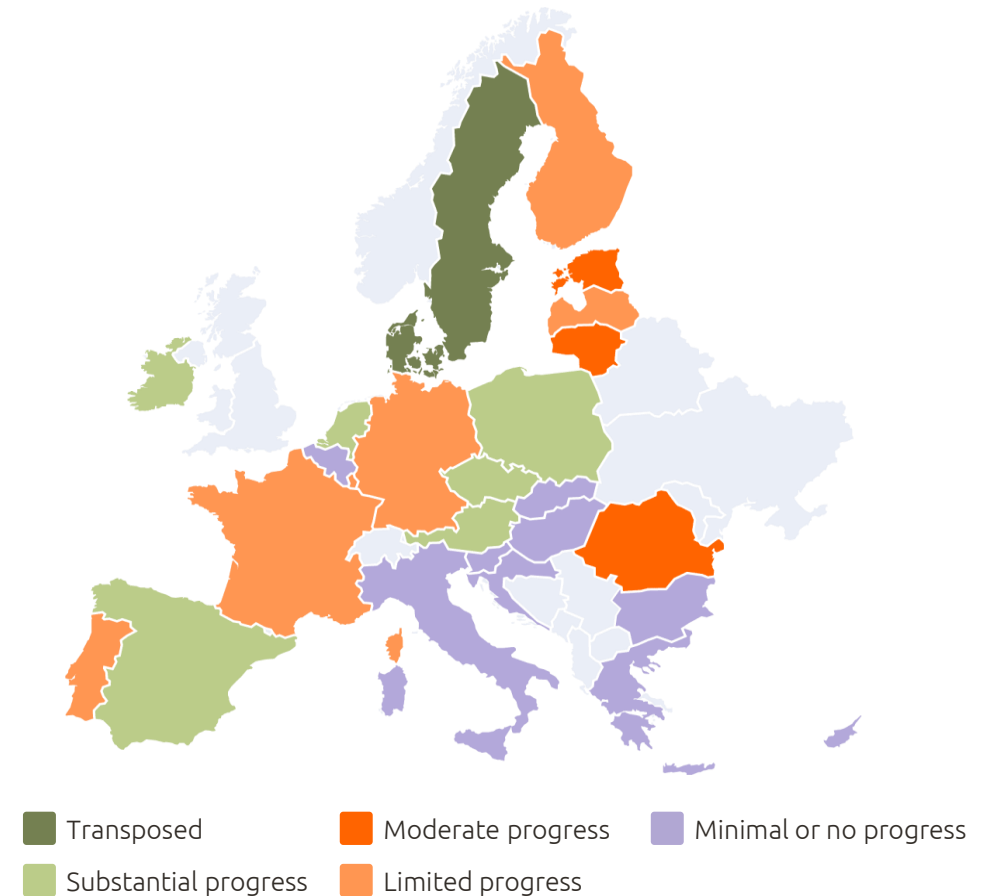 Transposed
Moderate progress
Minimal or no progress
Substantial progress
Limited progress